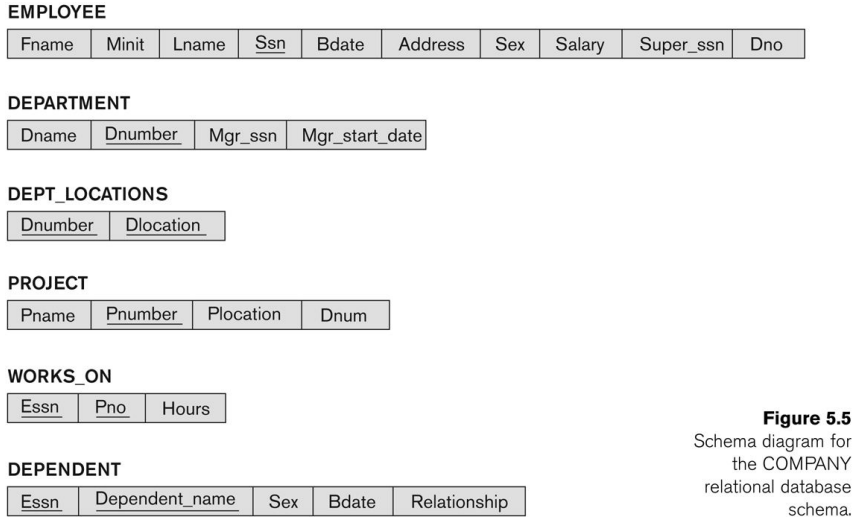 EMPLOYEE
Fname Minit Lname Ssn Bdate Address Sex Salary Super_ssn Dno
DEPARTMENT
Dname Dnumber Mgr_ssn Mgr_start_date
DEPT_LOCATIONS
Dnumber Dlocation
PROJECT
Pname Pnumber Plocation Dnum
WORKS_ON
Essn Pno Hours
DEPENDENT
Essn Dependent_name Sex Bdate Relationship
Figure 5.5
Schema diagram for
the COMPANY
relational database
schema.